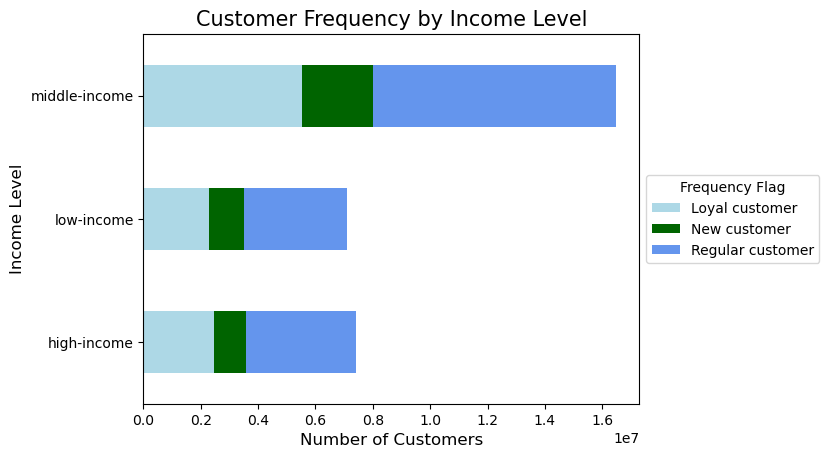 Customer Frequency by Income Level
Income Level
middle-income
low-income
high-income
0.0 0.2 0.4 0.6 0.8 1.0 1.2 1.4 1.6
1e7
Number of Customers
Frequency Flag
Loyal customer
New customer
Regular customer